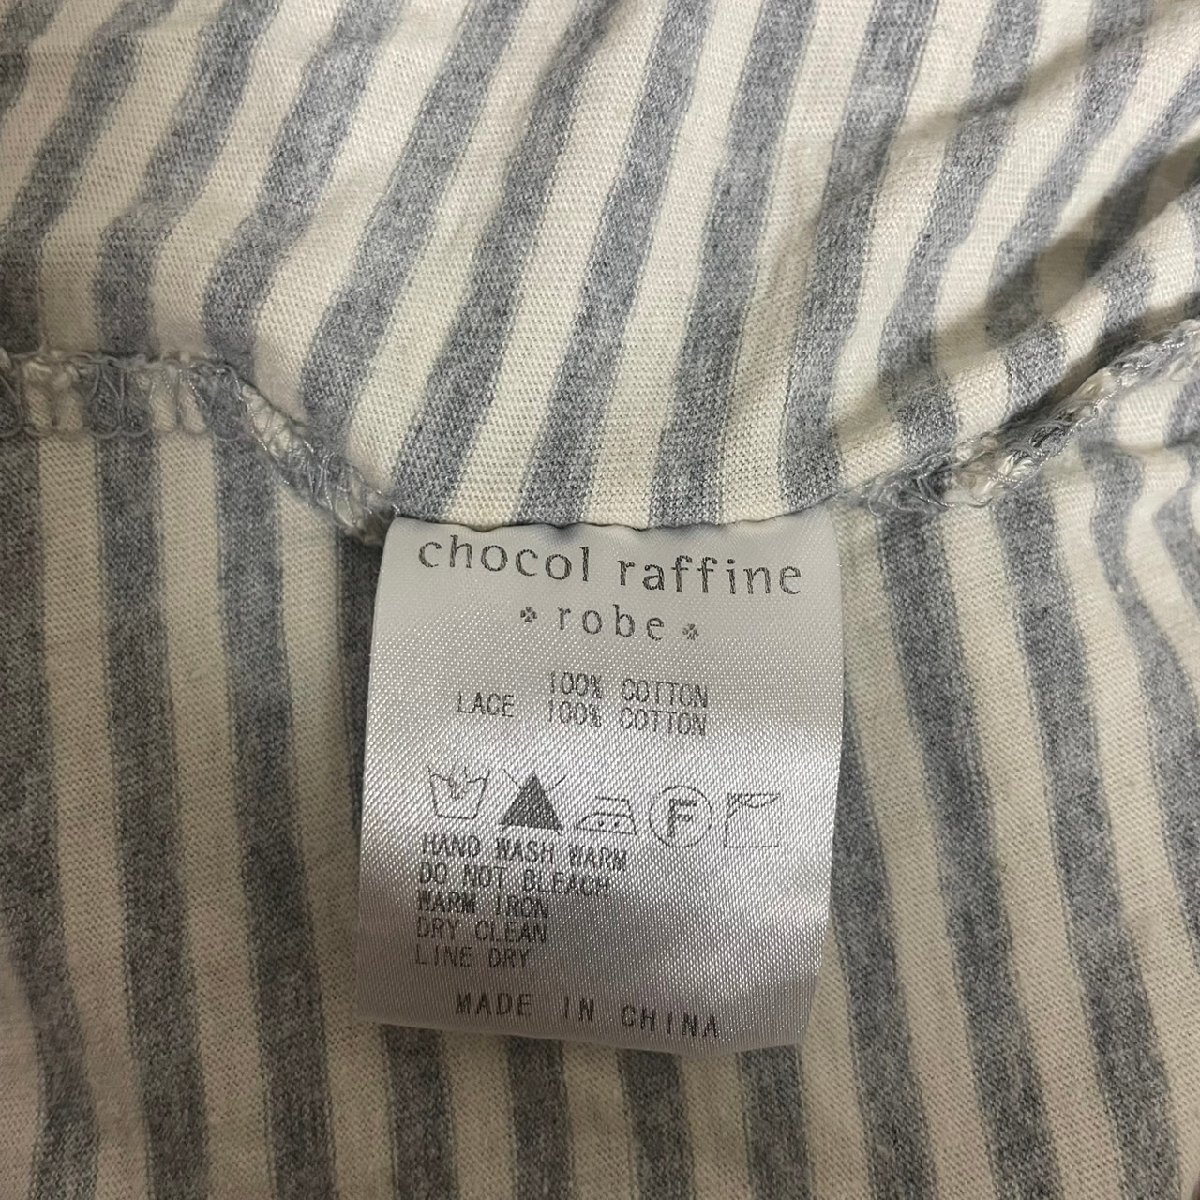 chocol raffine
robe
100% COTTON
LACE 100% COTTON
F
HAND WASH WARM
DO NOT BLEACH
WARM IRON
DRY CLEAN
LINE DRY
MADE IN CHINA